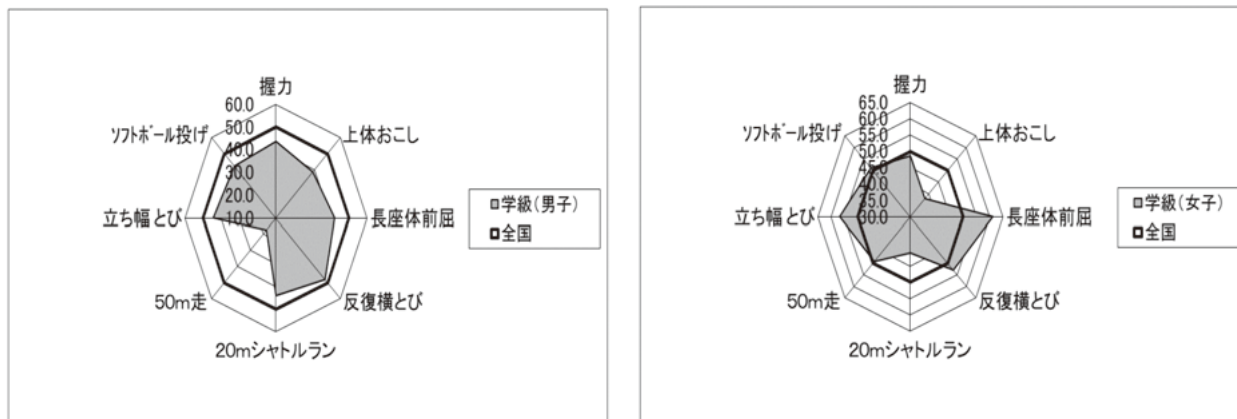 握力
60.0
50.0
40.0
30.0
20.0
10.0
上体おこし
長座体前屈
反復横とび
20mシャトルラン
50m走
立ち幅とび
ソフトボール投げ
学級(男子)
全国
握力
65.0
60.0
55.0
50.0
45.0
40.0
35.0
30.0
上体おこし
長座体前屈
反復横とび
20mシャトルラン
50m走
立ち幅とび
ソフトボール投げ
学級(女子)
全国